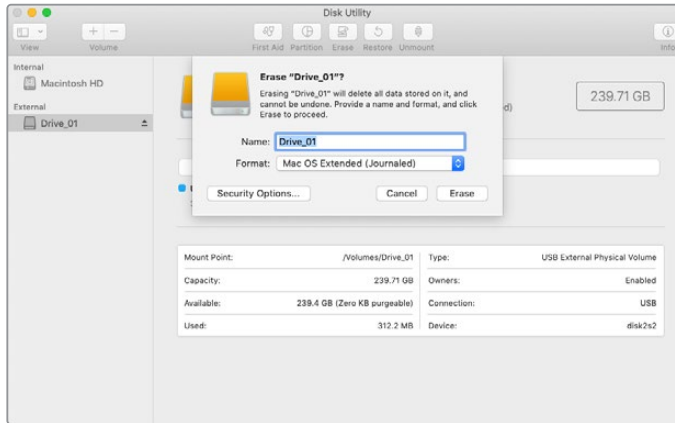 Disk Utility
View
Volume
First Aid Partition Erase Restore Unmount
Info
Internal
Macintosh HD
External
Drive_01
Erase “Drive_01”?
Erasing “Drive_01” will delete all data stored on it, and
cannot be undone. Provide a name and format, and click
Erase to proceed.
Name: Drive_01
Format: Mac OS Extended (Journaled)
Security Options... Cancel Erase
239.71 GB
Mount Point: /Volumes/Drive_01 Type: USB External Physical Volume
Capacity: 239.71 GB Owners: Enabled
Available: 239.4 GB (Zero KB purgeable) Connection: USB
Used: 312.2 MB Device: disk2s2